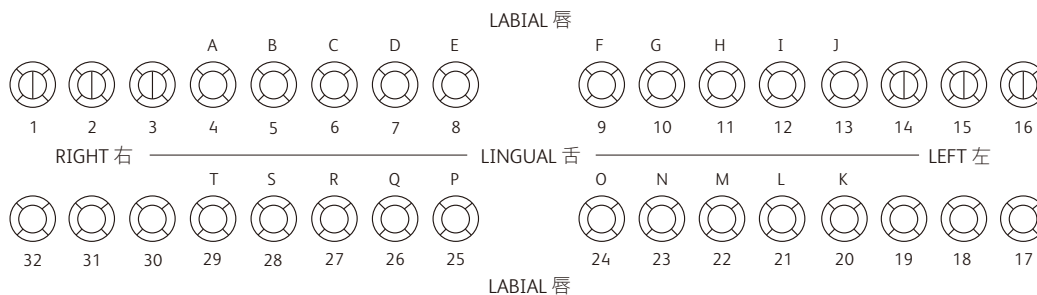 LABIAL 唇
A B C D E F G H I J
1 2 3 4 5 6 7 8 9 10 11 12 13 14 15 16
RIGHT 右 LINGUAL 舌 LEFT 左
T S R Q P O N M L K
32 31 30 29 28 27 26 25 24 23 22 21 20 19 18 17
LABIAL 唇